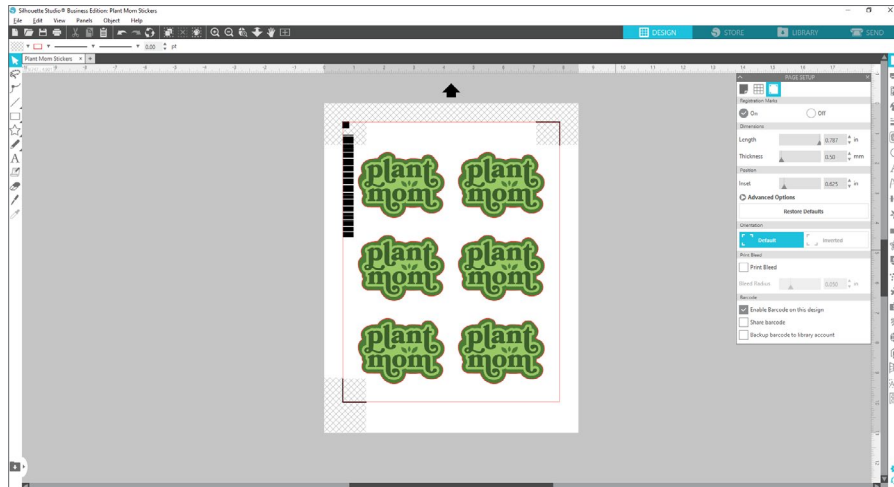 Silhouette Studio® Business Edition: Plant Mom Stickers
File Edit View Panels Object Help
DESIGN STORE LIBRARY SEND
0.00 pt
Plant Mom Stickers
PAGE SETUP
Registration Marks
On Off
Dimensions
Length 0.787 in
Thickness 0.50 mm
Position
Inset 0.625 in
Advanced Options
Restore Defaults
Orientation
Default Inverted
Print Bleed
Print Bleed
Bleed Radius 0.050 in
Barcode
Enable Barcode on this design
Share barcode
Backup barcode to library account
plant plant
mom mom
plant plant
mom mom
plant plant
mom mom